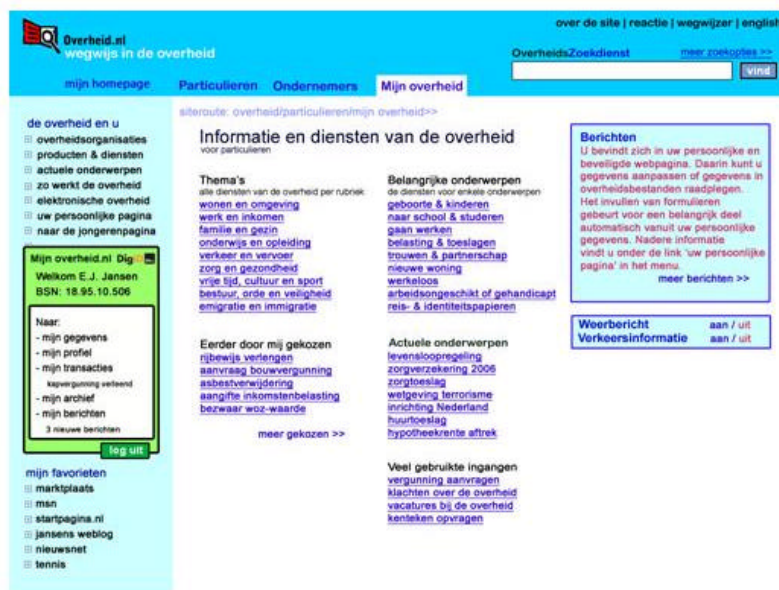 over de site | reactie | wegwijzer | english
Overheid.nl
wegwijs in de overheid
OverheidsZoekdienst
meer zoekopties >>
vind
mijn homepage
Particulieren
Ondernemers
Mijn overheid
siteroute: overheid/particulieren/mijn overheid>>
de overheid en u
overheidsorganisaties
producten & diensten
actuele onderwerpen
zo werkt de overheid
elektronische overheid
uw persoonlijke pagina
naar de jongerenpagina
Mijn overheid.nl DigiD
Welkom E.J. Jansen
BSN: 18.95.10.506
Naar:
- mijn gegevens
- mijn profiel
- mijn transacties
kapvergunning verleend
- mijn archief
- mijn berichten
3 nieuwe berichten
log uit
mijn favorieten
marktplaats
msn
startpagina.nl
jansens weblog
nieuwsnet
tennis
Informatie en diensten van de overheid
voor particulieren
Thema's
alle diensten van de overheid per rubriek
wonen en omgeving
werk en inkomen
familie en gezin
onderwijs en opleiding
verkeer en vervoer
zorg en gezondheid
vrije tijd, cultuur en sport
bestuur, orde en veiligheid
emigratie en immigratie
Eerder door mij gekozen
rijbewijs verlengen
aanvraag bouwvergunning
asbestverwijdering
aangifte inkomstenbelasting
bezwaar woz-waarde
meer gekozen >>
Belangrijke onderwerpen
de diensten voor enkele onderwerpen
geboorte & kinderen
naar school & studeren
gaan werken
belasting & toeslagen
trouwen & partnerschap
nieuwe woning
werkeloos
arbeidsongeschikt of gehandicapt
reis- & identiteitspapieren
Actuele onderwerpen
levensloopregeling
zorgverzekering 2006
zorgtoeslag
wetgeving terrorisme
inrichting Nederland
huurtoeslag
hypotheekrente aftrek
Veel gebruikte ingangen
vergunning aanvragen
klachten over de overheid
vacatures bij de overheid
kenteken opvragen
Berichten
U bevindt zich in uw persoonlijke en
beveiligde webpagina. Daarin kunt u
gegevens aanpassen of gegevens in
overheidsbestanden raadplegen.
Het invullen van formulieren
gebeurt voor een belangrijk deel
automatisch vanuit uw persoonlijke
gegevens. Nadere informatie
vindt u onder de link 'uw persoonlijke
pagina' in het menu.
meer berichten >>
Weerbericht aan / uit
Verkeersinformatie aan / uit